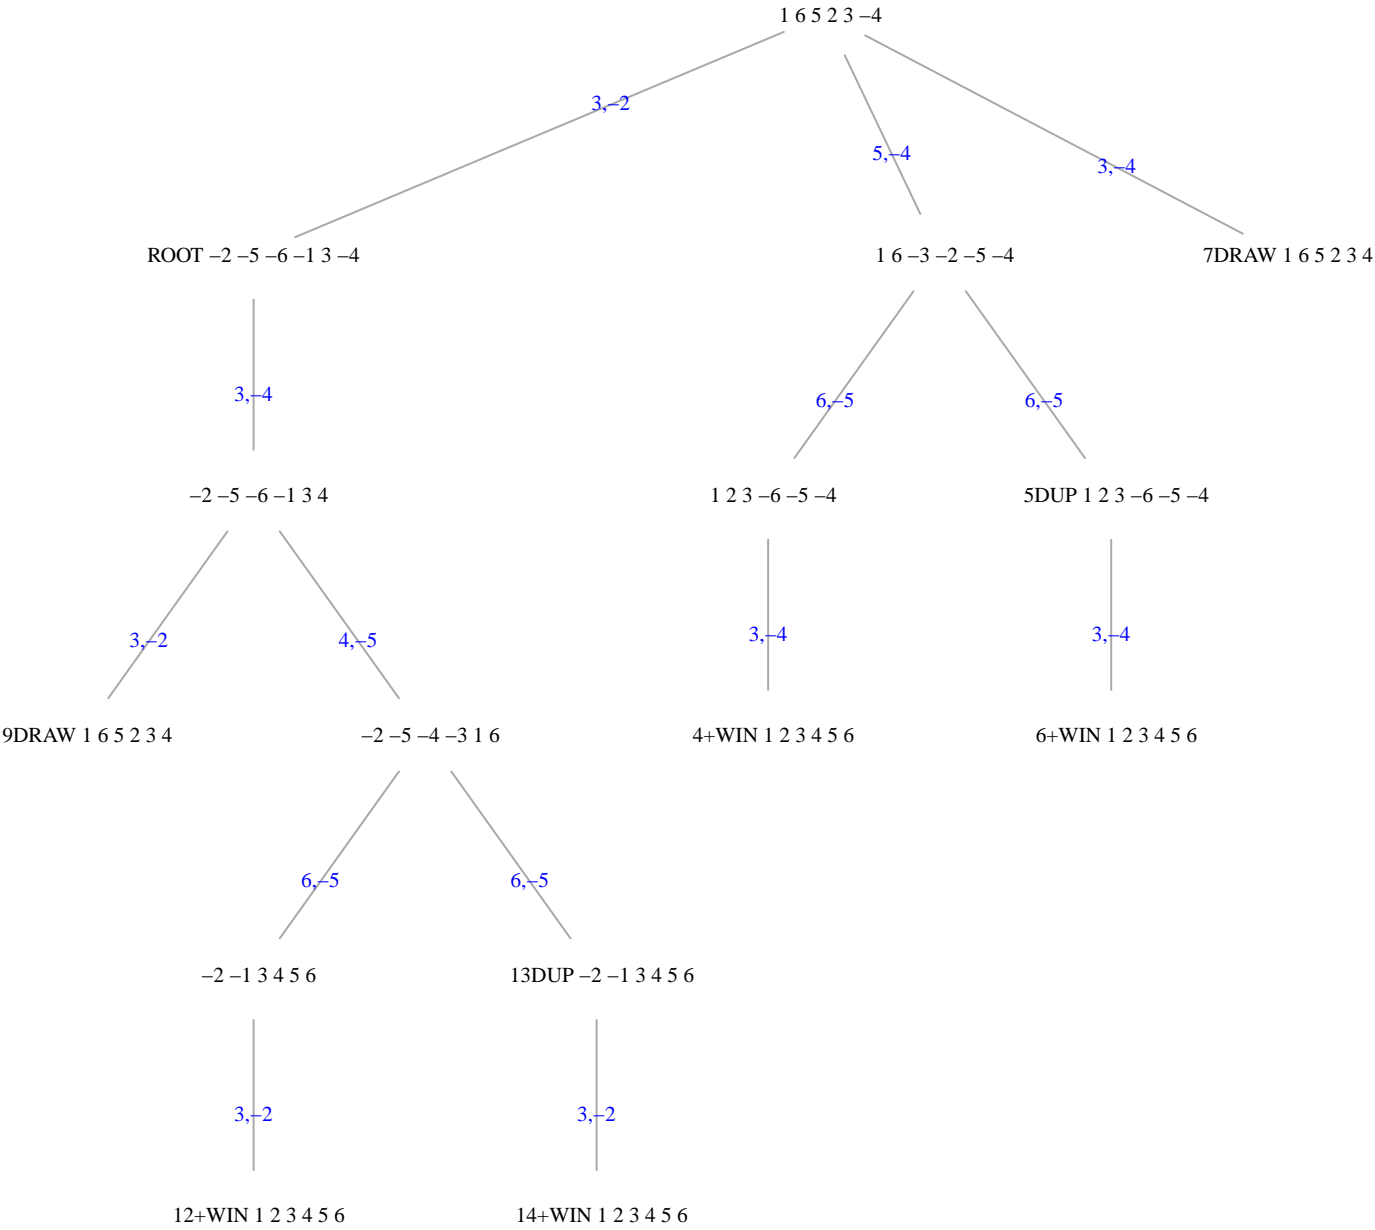 1 6 5 2 3 –4
3,–2
5,–4
3,–4
ROOT –2 –5 –6 –1 3 –4
1 6 –3 –2 –5 –4
7DRAW 1 6 5 2 3 4
3,–4
6,–5
6,–5
–2 –5 –6 –1 3 4
1 2 3 –6 –5 –4
5DUP 1 2 3 –6 –5 –4
3,–2
4,–5
3,–4
3,–4
9DRAW 1 6 5 2 3 4
–2 –5 –4 –3 1 6
4+WIN 1 2 3 4 5 6
6+WIN 1 2 3 4 5 6
6,–5
6,–5
–2 –1 3 4 5 6
13DUP –2 –1 3 4 5 6
3,–2
3,–2
12+WIN 1 2 3 4 5 6
14+WIN 1 2 3 4 5 6